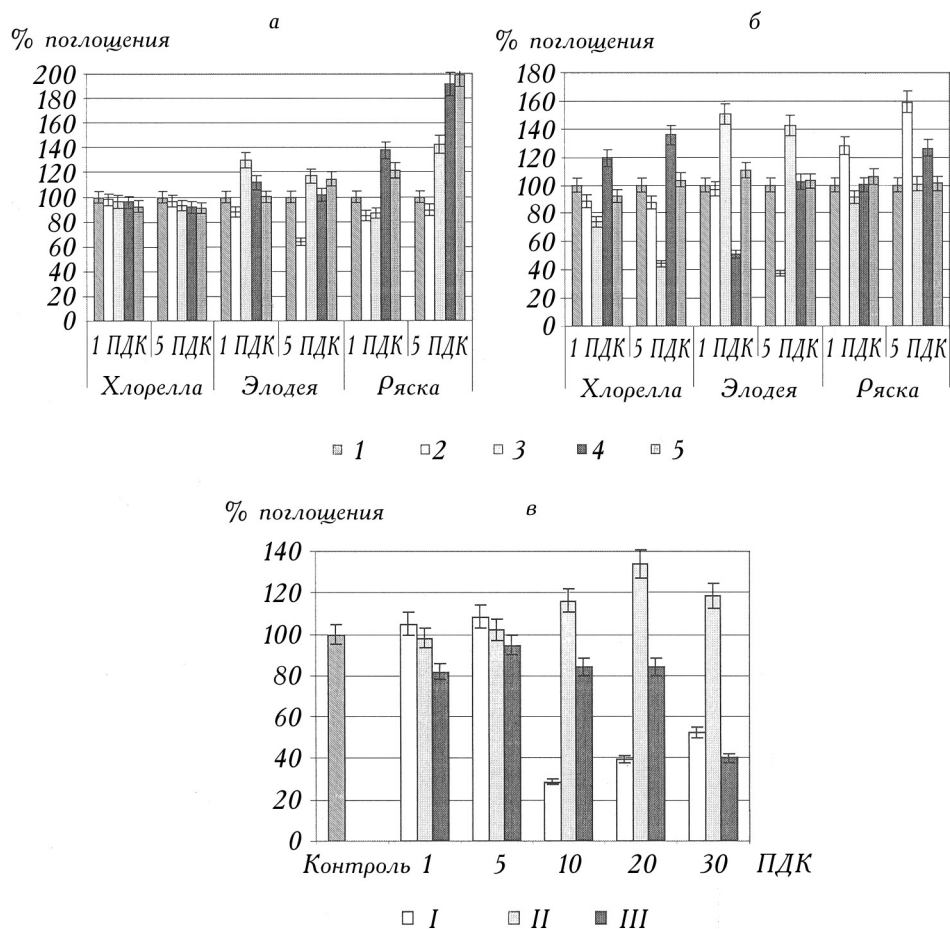 а
% поглощения
200
180
160
140
120
100
80
60
40
20
0
1 ПДК 5 ПДК 1 ПДК 5 ПДК 1 ПДК 5 ПДК
Хлорелла Элодея Ряска
б
% поглощения
180
160
140
120
100
80
60
40
20
0
1 ПДК 5 ПДК 1 ПДК 5 ПДК 1 ПДК 5 ПДК
Хлорелла Элодея Ряска
1 2 3 4 5
в
% поглощения
140
120
100
80
60
40
20
0
Контроль 1 5 10 20 30 ПДК
I II III